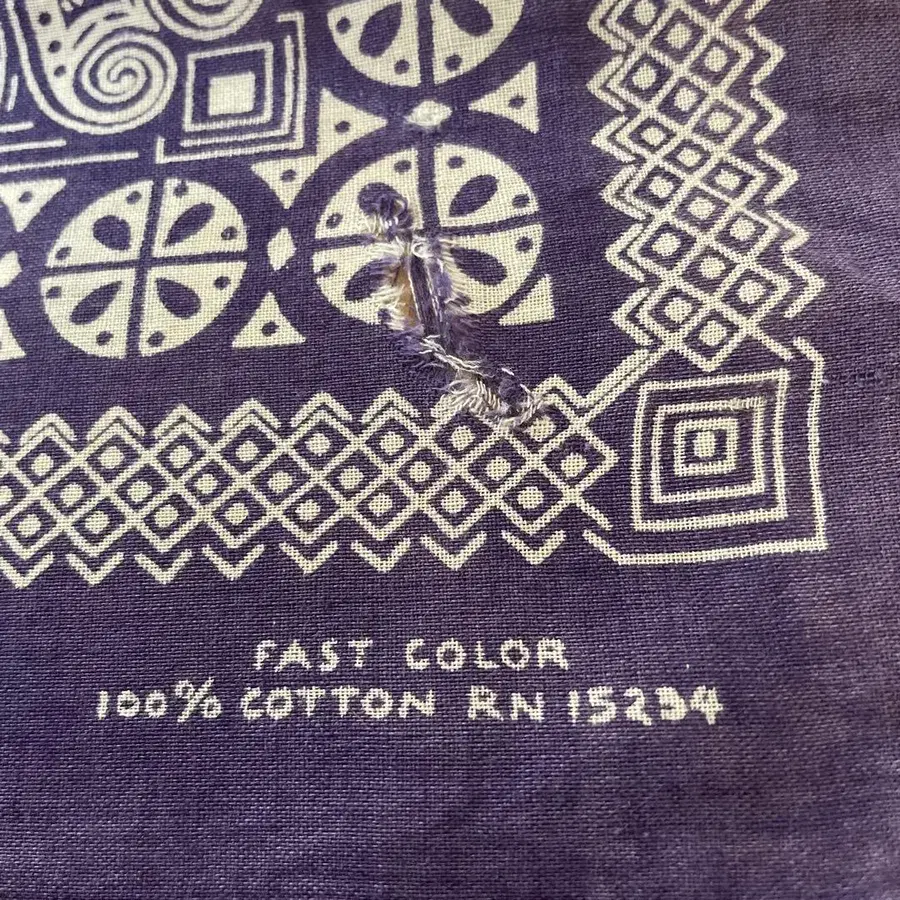 FAST COLOR
100% COTTON RN 15234